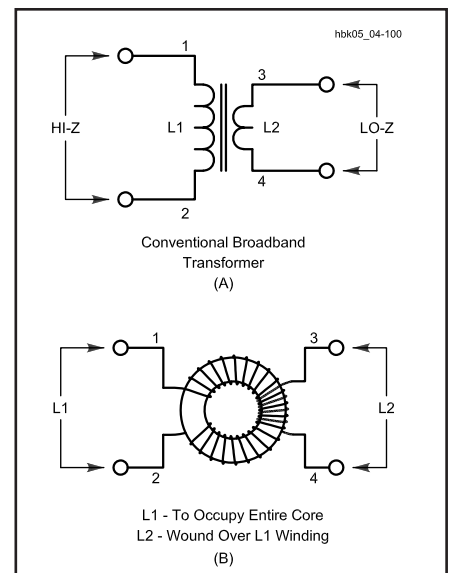 hbk05_04-100
1
3
HI-Z
L1
L2
LO-Z
4
2
Conventional Broadband
Transformer
(A)
1
3
L1
L2
2
4
L1 - To Occupy Entire Core
L2 - Wound Over L1 Winding
(B)